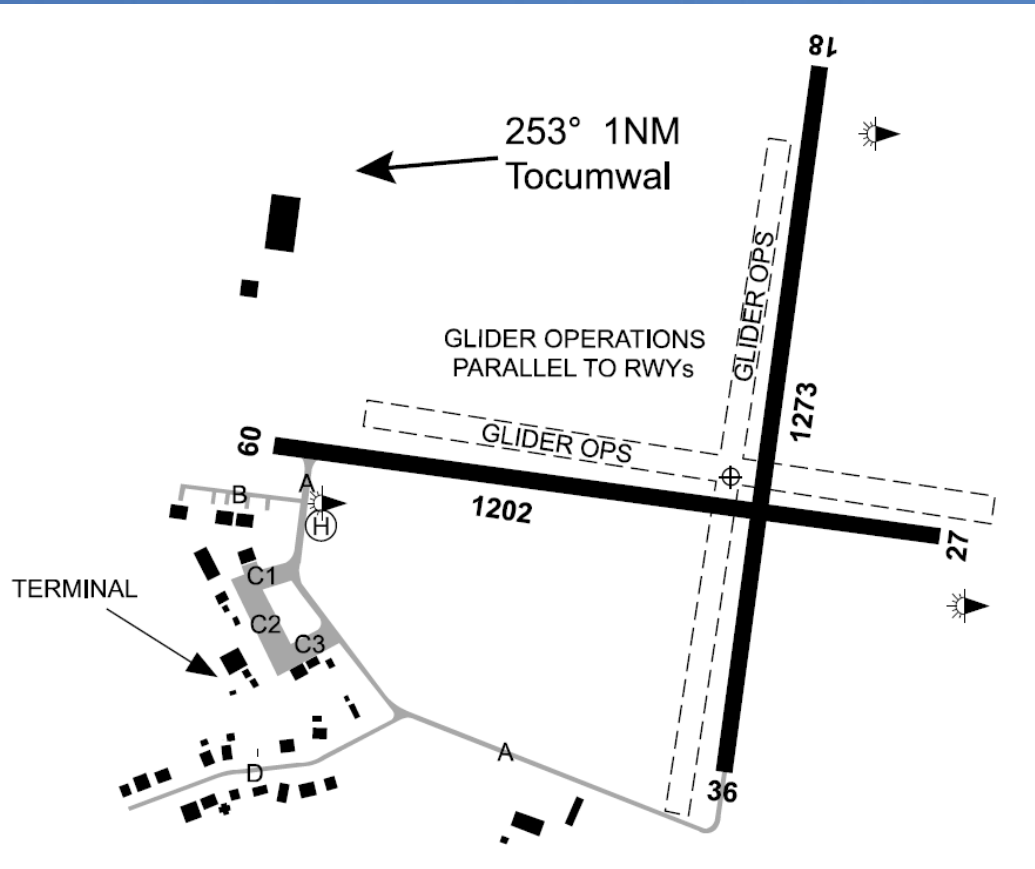 18
253° 1NM
Tocumwal
GLIDER OPS
GLIDER OPERATIONS
PARALLEL TO RWYs
1273
09
GLIDER OPS
A
B
H
1202
27
C1
TERMINAL
C2
C3
A
D
36